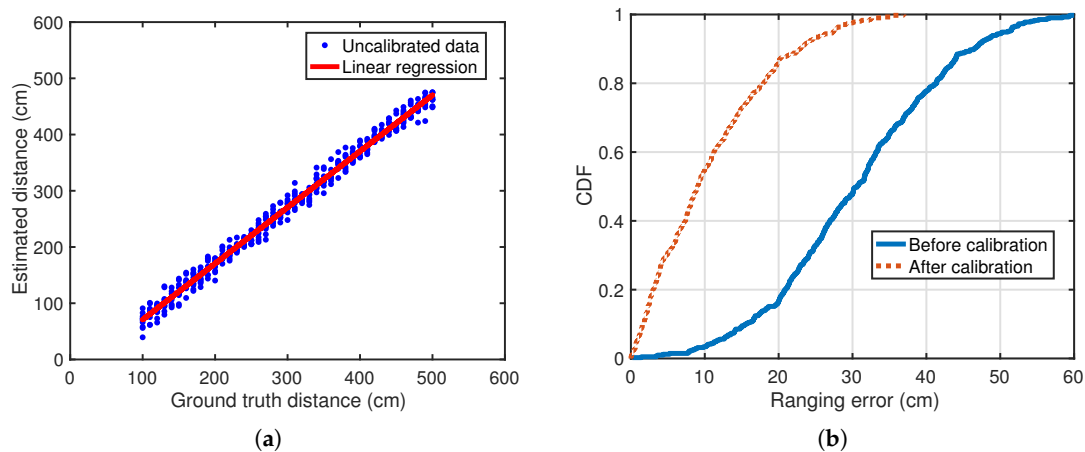 600
500
400
300
200
100
0
0 100 200 300 400 500 600
Estimated distance (cm)
Ground truth distance (cm)
Uncalibrated data
Linear regression
(a)
1
0.8
0.6
0.4
0.2
0
0 10 20 30 40 50 60
CDF
Ranging error (cm)
Before calibration
After calibration
(b)